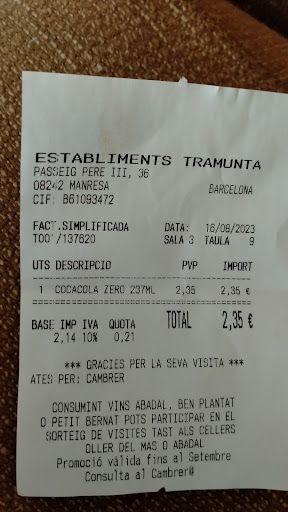 ESTABLIMENTS TRAMUNTA
PASSEIG PERE III, 36
08242 MANRESA BARCELONA
CIF: B61093472
FACT.SIMPLIFICADA DATA: 16/08/2023
T001/137620 SALA 3 TAULA 9
UTS DESCRIPCIO PVP IMPORT
1 COCACOLA ZERO 237ML 2,35 2,35 €
BASE IMP IVA QUOTA TOTAL 2,35 €
2,14 10% 0,21
*** GRACIES PER LA SEVA VISITA ***
ATES PER: CAMBRER
CONSUMINT VINS ABADAL, BEN PLANTAT
O PETIT BERNAT POTS PARTICIPAR EN EL
SORTEIG DE VISITES TAST ALS CELLERS
OLLER DEL MAS O ABADAL
Promoció vàlida fins al Setembre
Consulta al Cambrer@